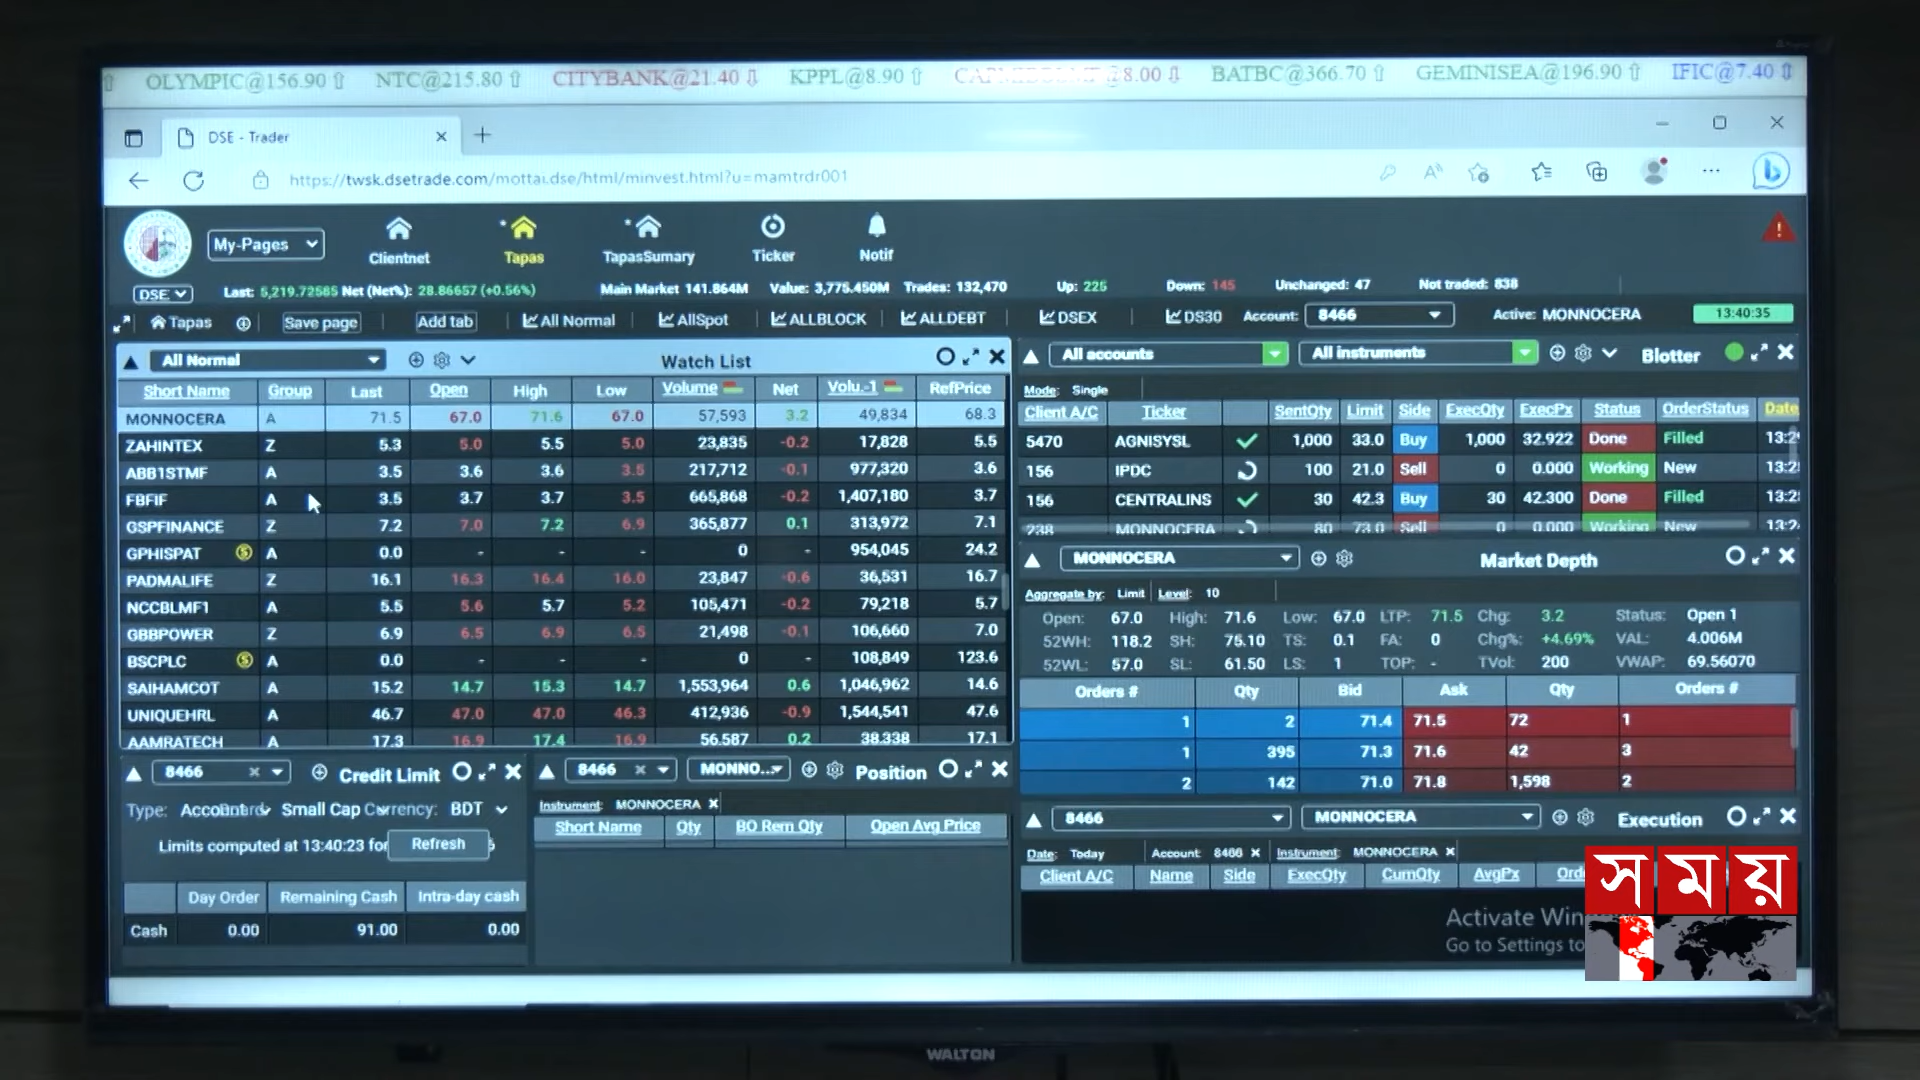 OLYMPIC@156.90⇧ NTC@215.80⇧ CITYBANK@21.40⇩ KPPL@8.90⇧ @8.00⇩ BATBC@366.70⇧ GEMINISEA@196.90⇧ IFIC@7.40⇕
DSE - Trader
https://twsk.dsetrade.com/mottai.dse/html/minvest.html?u=mamtrdr001
My-Pages * Tapas * TapasSumary Clientnet Ticker Notif
DSE Last: 5,219.72585 Net (Net%): 28.86657 (+0.56%) Main Market 141.864M Value: 3,775.450M Trades: 132,470 Up: 225 Down: 145 Unchanged: 47 Not traded: 838
Tapas Save page Add tab All Normal AllSpot ALLBLOCK ALLDEBT DSEX DS30 Account: 8466 Active: MONNOCERA 13:40:35
All Normal Watch List
Short Name Group Last Open High Low Volume Net Volu.-1 RefPrice
MONNOCERA A 71.5 67.0 71.6 67.0 57,593 3.2 49,834 68.3
ZAHINTEX Z 5.3 5.0 5.5 5.0 23,835 -0.2 17,828 5.5
ABB1STMF A 3.5 3.6 3.6 3.5 217,712 -0.1 977,320 3.6
FBFIF A 3.5 3.7 3.7 3.5 665,868 -0.2 1,407,180 3.7
GSPFINANCE Z 7.2 7.0 7.2 6.9 365,877 0.1 313,972 7.1
GPHISPAT S A 0.0 - - - 0 - 954,045 24.2
PADMALIFE Z 16.1 16.3 16.4 16.0 23,847 -0.6 36,531 16.7
NCCBLMF1 A 5.5 5.6 5.7 5.2 105,471 -0.2 79,218 5.7
GBBPOWER Z 6.9 6.5 6.9 6.5 21,498 -0.1 106,660 7.0
BSCPLC S A 0.0 - - - 0 - 108,849 123.6
SAIHAMCOT A 15.2 14.7 15.3 14.7 1,553,964 0.6 1,046,962 14.6
UNIQUEHRL A 46.7 47.0 47.0 46.3 412,936 -0.9 1,544,541 47.6
AAMRATECH A 17.3 16.9 17.4 16.9 56,587 0.2 38,338 17.1
All accounts All instruments Blotter
Mode: Single
Client A/C Ticker SentQty Limit Side ExecQty ExecPx Status OrderStatus Date
5470 AGNISYSL 1,000 33.0 Buy 1,000 32.922 Done Filled
156 IPDC 100 21.0 Sell 0 0.000 Working New
156 CENTRALINS 30 42.3 Buy 30 42.300 Done Filled
238 MONNOCERA 80 73.0 Sell 0 0.000 Working New
MONNOCERA Market Depth
Aggregate by: Limit Level: 10
Open: 67.0 High: 71.6 Low: 67.0 LTP: 71.5 Chg: 3.2 Status: Open 1
52WH: 118.2 SH: 75.10 TS: 0.1 FA: 0 Chg%: +4.69% VAL: 4.006M
52WL: 57.0 SL: 61.50 LS: 1 TOP: - TVol: 200 VWAP: 69.56070
Orders # Qty Bid Ask Qty Orders #
1 2 71.4 71.5 72 1
1 395 71.3 71.6 42 3
2 142 71.0 71.8 1,598 2
8466 Credit Limit
Type: Small Cap Currency: BDT
Limits computed at 13:40:23 for Refresh
Day Order Remaining Cash Intra-day cash
Cash 0.00 91.00 0.00
8466 MONNO... Position
Instrument: MONNOCERA
Short Name Qty BO Rem Qty Open Avg Price
8466 MONNOCERA Execution
Date: Today Account: 8466 Instrument: MONNOCERA
Client A/C Name Side ExecQty CumQty AvgPx
Activate
Go to Settings to
সময়
WALTON